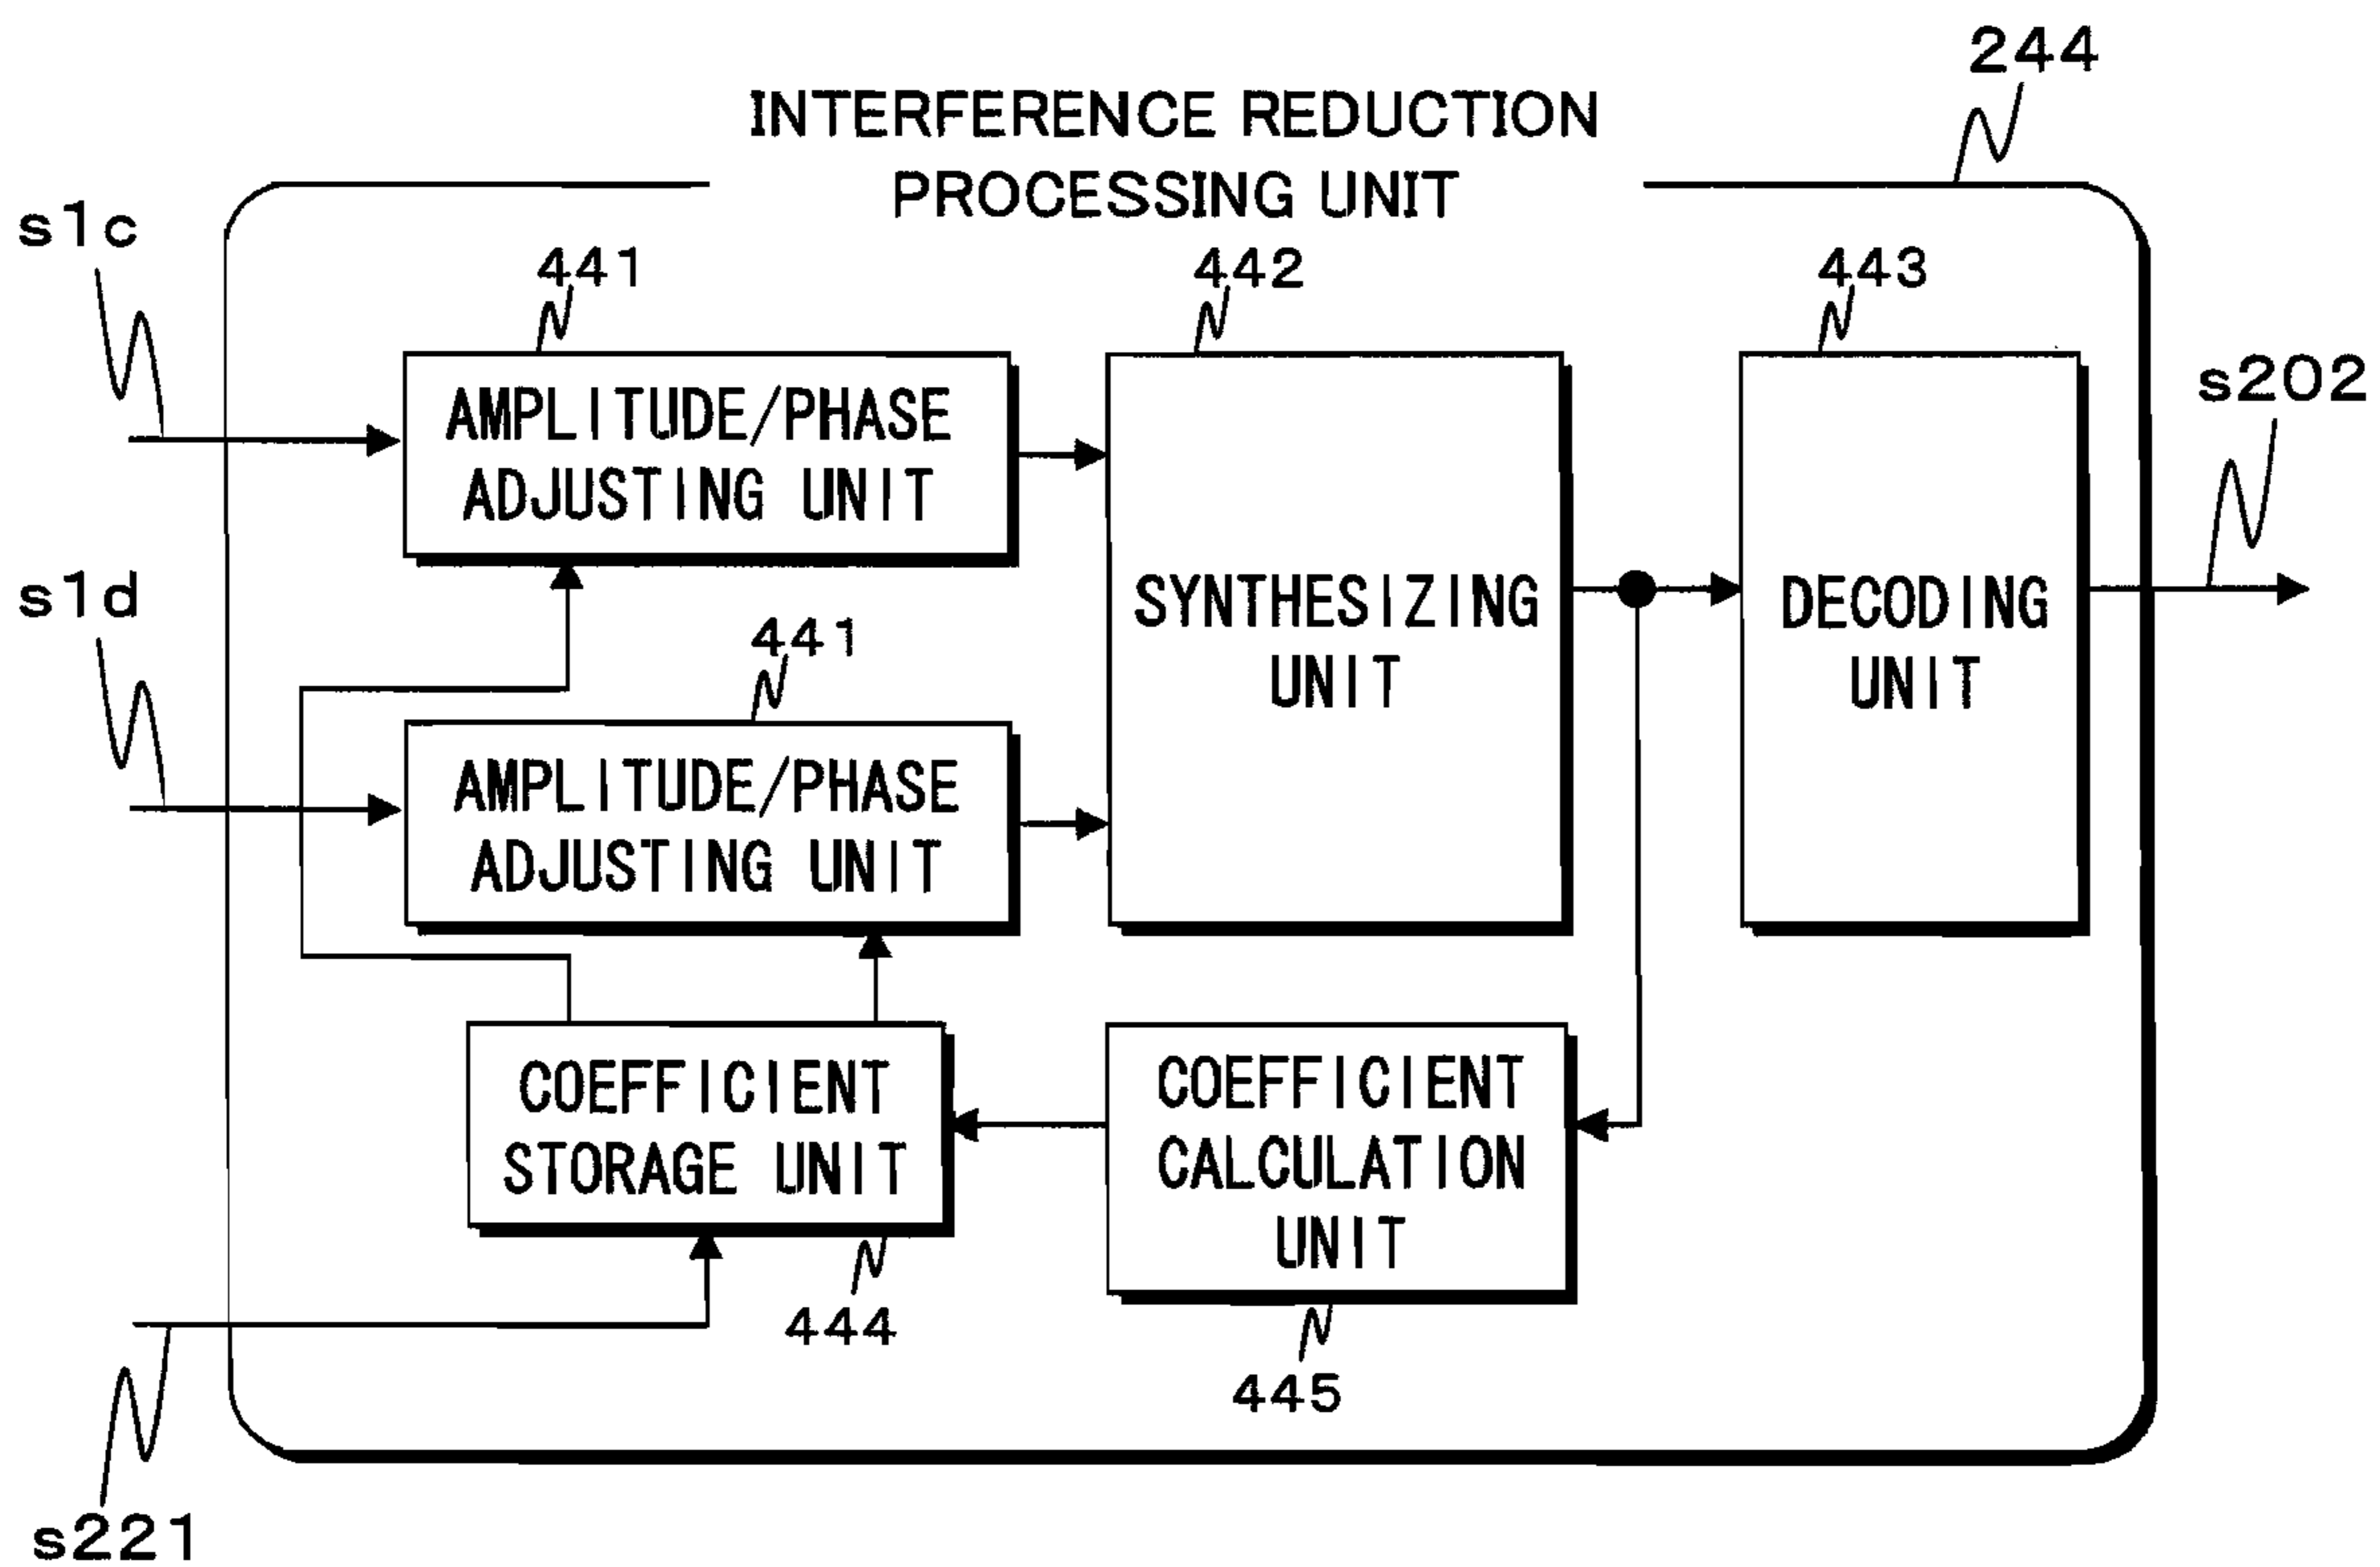 244
INTERFERENCE REDUCTION
PROCESSING UNIT
s1c
441
442
443
AMPLITUDE/PHASE
ADJUSTING UNIT
s202
s1d
441
SYNTHESIZING
UNIT
DECODING
UNIT
AMPLITUDE/PHASE
ADJUSTING UNIT
COEFFICIENT
STORAGE UNIT
COEFFICIENT
CALCULATION
UNIT
444
445
s221